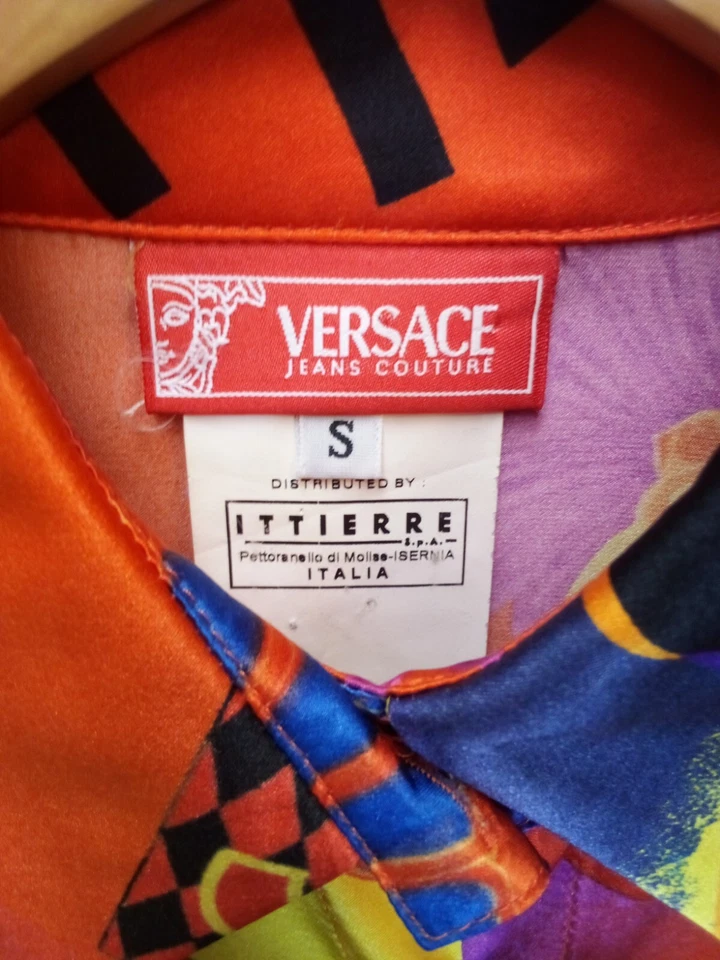 VERSACE
JEANS COUTURE
S
DISTRIBUTED BY :
ITTIERRE
S.p.A.
Pettoranello di Molise-ISERNIA
ITALIA